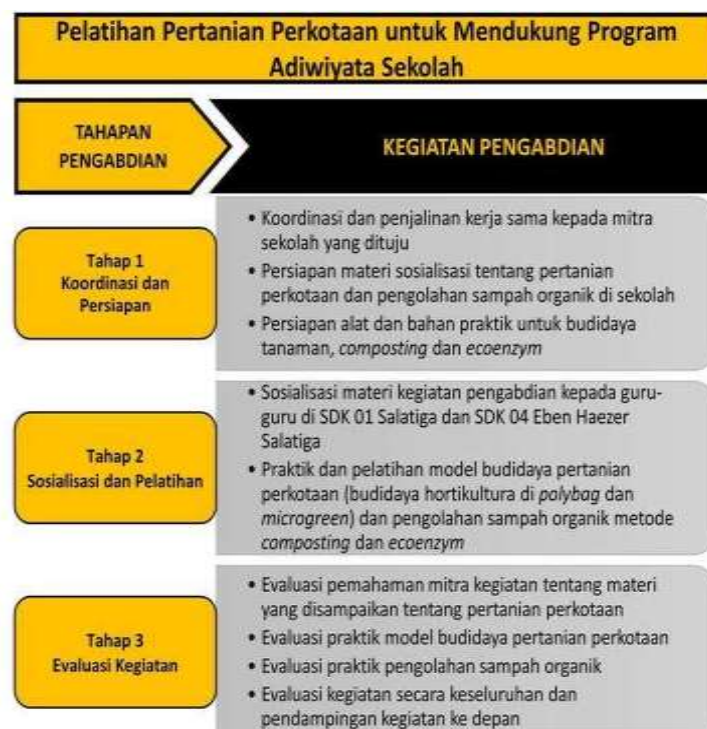 Pelatihan Pertanian Perkotaan untuk Mendukung Program
Adiwiyata Sekolah
TAHAPAN
PENGABDIAN
KEGIATAN PENGABDIAN
Tahap 1
Koordinasi dan
Persiapan
• Koordinasi dan penjalinan kerja sama kepada mitra
sekolah yang dituju
• Persiapan materi sosialisasi tentang pertanian
perkotaan dan pengolahan sampah organik di sekolah
• Persiapan alat dan bahan praktik untuk budidaya
tanaman, composting dan ecoenzym
Tahap 2
Sosialisasi dan Pelatihan
• Sosialisasi materi kegiatan pengabdian kepada guru-
guru di SDK 01 Salatiga dan SDK 04 Eben Haezer
Salatiga
• Praktik dan pelatihan model budidaya pertanian
perkotaan (budidaya hortikultura di polybag dan
microgreen) dan pengolahan sampah organik metode
composting dan ecoenzym
Tahap 3
Evaluasi Kegiatan
• Evaluasi pemahaman mitra kegiatan tentang materi
yang disampaikan tentang pertanian perkotaan
• Evaluasi praktik model budidaya pertanian perkotaan
• Evaluasi praktik pengolahan sampah organik
• Evaluasi kegiatan secara keseluruhan dan
pendampingan kegiatan ke depan